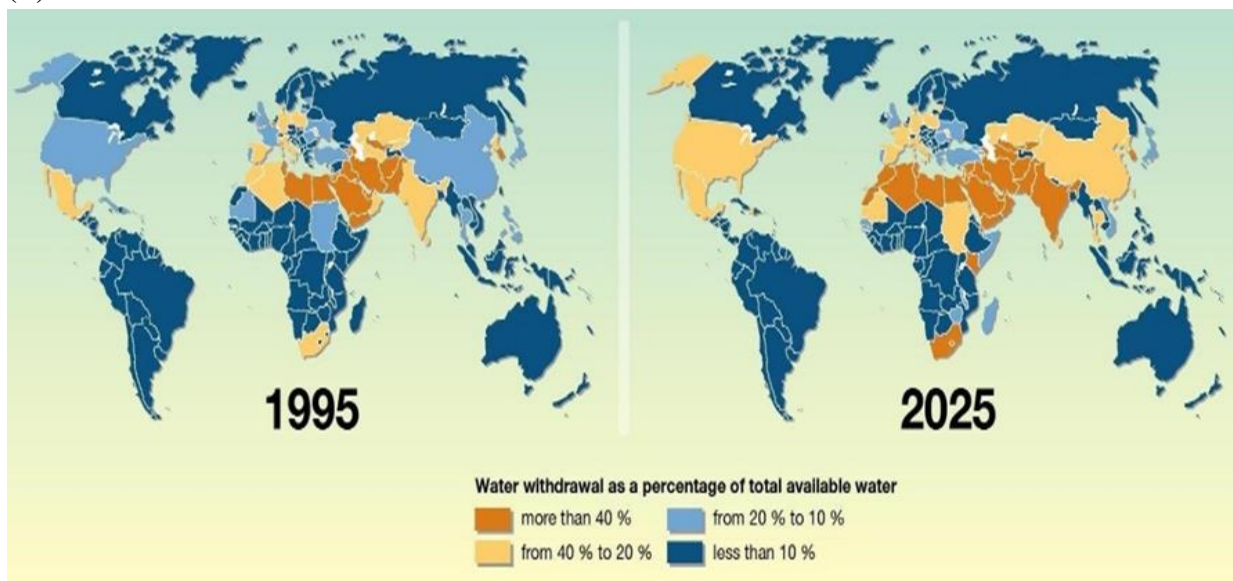 1995
2025
Water withdrawal as a percentage of total available water
more than 40 %
from 20 % to 10 %
from 40 % to 20 %
less than 10 %